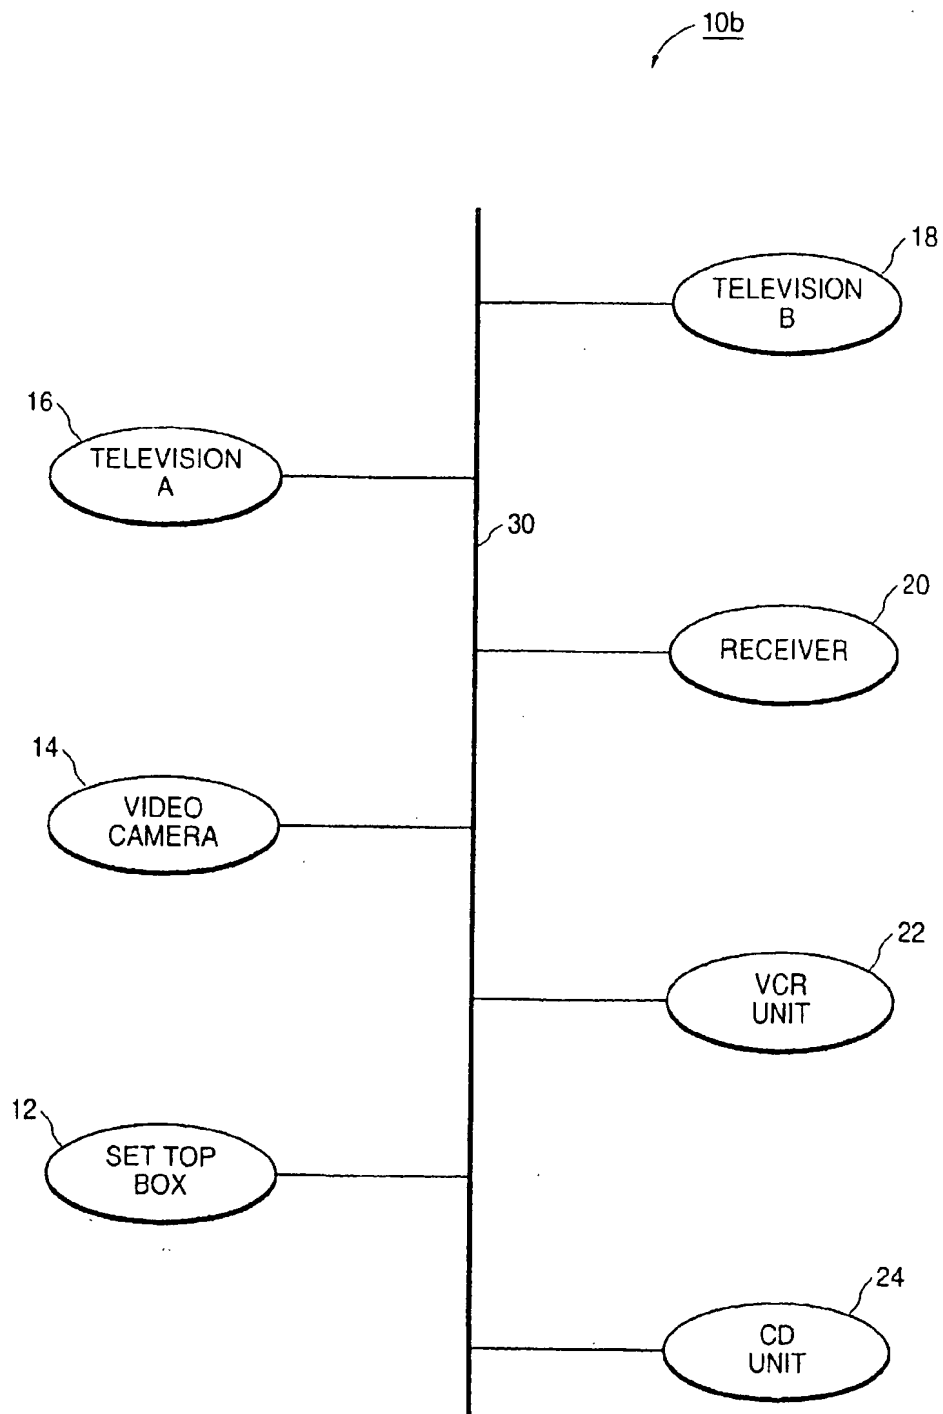 10b
18
TELEVISION
B
16
TELEVISION
A
30
20
RECEIVER
14
VIDEO
CAMERA
22
VCR
UNIT
12
SET TOP
BOX
24
CD
UNIT